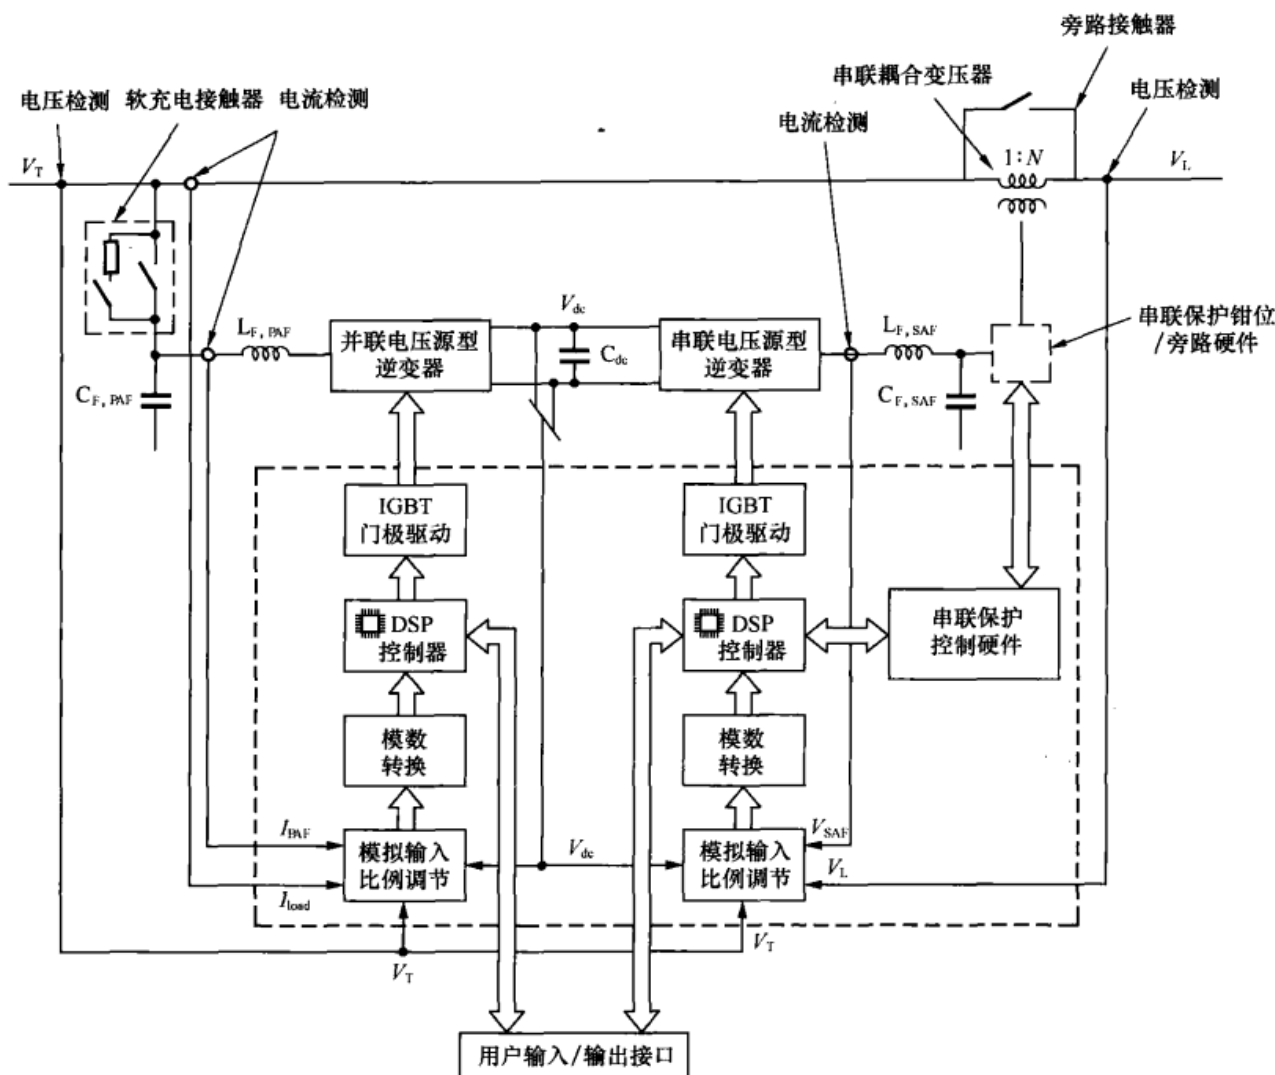 旁路接触器
串联耦合变压器
电压检测 软充电接触器 电流检测
电流检测
电压检测
V_T
1:N
V_L
V_dc
L_F, PAF
并联电压源型
逆变器
C_dc
串联电压源型
逆变器
L_F, SAF
串联保护钳位
/旁路硬件
C_F, PAF
C_F, SAF
IGBT
门极驱动
IGBT
门极驱动
DSP
控制器
DSP
控制器
串联保护
控制硬件
模数
转换
模数
转换
I_PAF
模拟输入
比例调节
V_dc
模拟输入
比例调节
V_SAF
V_L
I_load
V_T
V_T
用户输入/输出接口